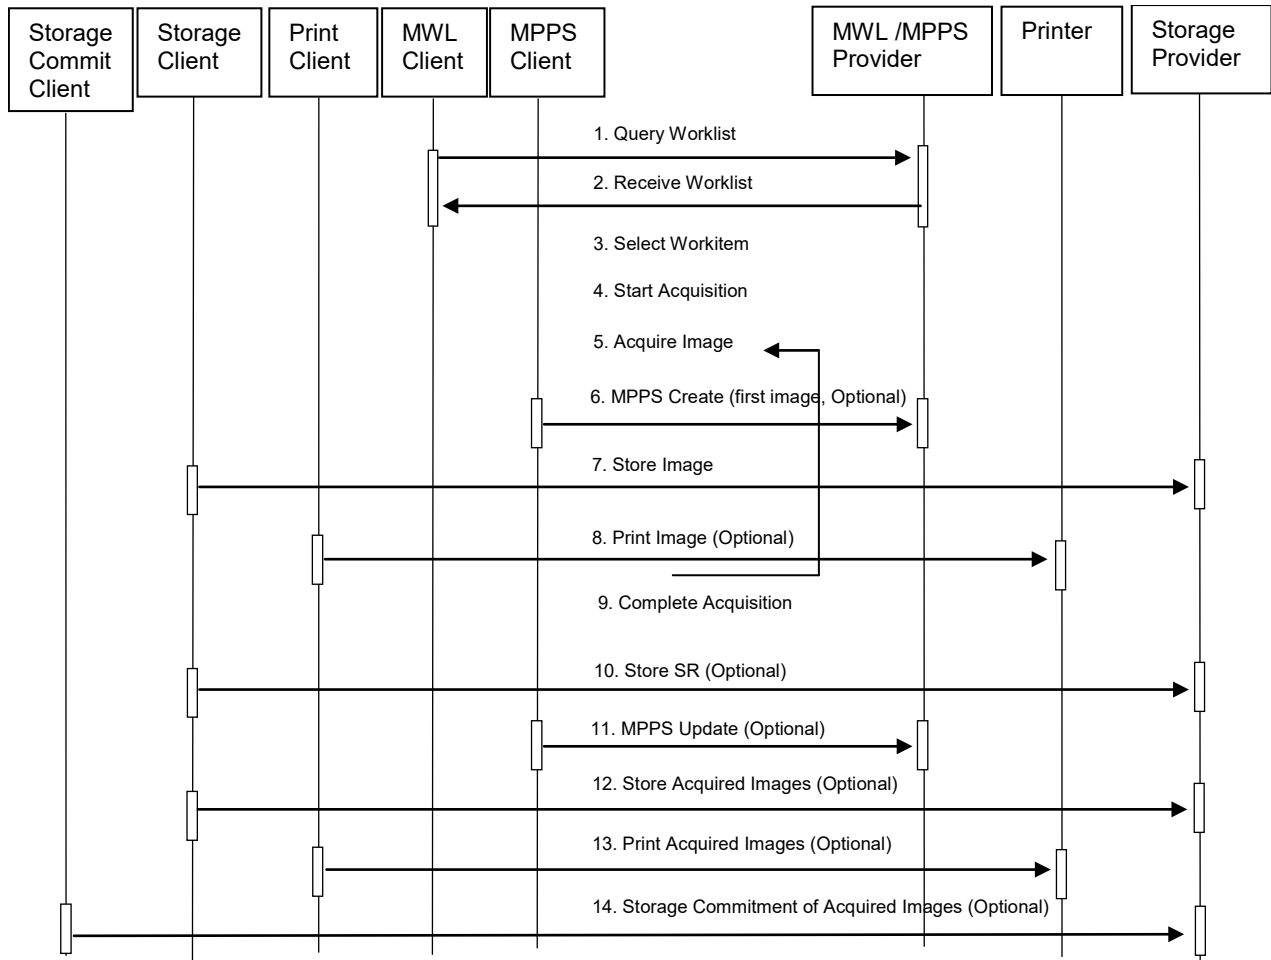 Storage
Commit
Client
Storage
Client
Print
Client
MWL
Client
MPPS
Client
MWL /MPPS
Provider
Printer
Storage
Provider
1. Query Worklist
2. Receive Worklist
3. Select Workitem
4. Start Acquisition
5. Acquire Image
6. MPPS Create (first image, Optional)
7. Store Image
8. Print Image (Optional)
9. Complete Acquisition
10. Store SR (Optional)
11. MPPS Update (Optional)
12. Store Acquired Images (Optional)
13. Print Acquired Images (Optional)
14. Storage Commitment of Acquired Images (Optional)